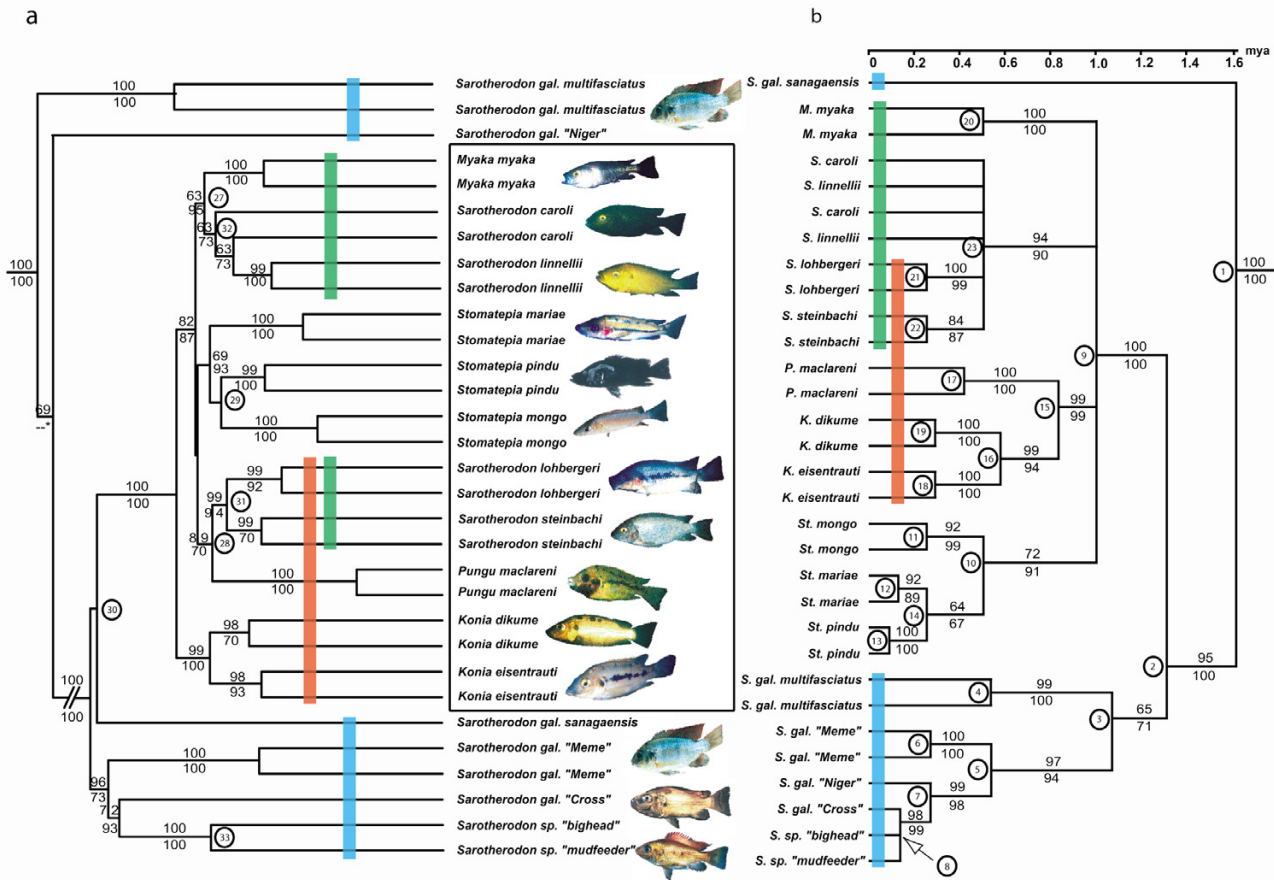 a
b
mya
0 0.2 0.4 0.6 0.8 1.0 1.2 1.4 1.6
Sarotherodon gal. multifasciatus
Sarotherodon gal. multifasciatus
Sarotherodon gal. "Niger"
Myaka myaka
Myaka myaka
Sarotherodon caroli
Sarotherodon caroli
Sarotherodon linnellii
Sarotherodon linnellii
Stomatepia mariae
Stomatepia mariae
Stomatepia pindu
Stomatepia pindu
Stomatepia mongo
Stomatepia mongo
Sarotherodon lohbergeri
Sarotherodon lohbergeri
Sarotherodon steinbachi
Sarotherodon steinbachi
Pungu maclareni
Pungu maclareni
Konia dikume
Konia dikume
Konia eisentrauti
Konia eisentrauti
Sarotherodon gal. sanagaensis
Sarotherodon gal. "Meme"
Sarotherodon gal. "Meme"
Sarotherodon gal. "Cross"
Sarotherodon sp. "bighead"
Sarotherodon sp. "mudfeeder"
100
100
100
100
69
--*
100
100
100
100
82
87
63
95
27
100
100
63
73
32
63
73
99
100
69
93
99
100
29
100
100
99
94
31
99
92
99
70
89
70
28
100
100
99
100
98
70
98
93
30
96
73
100
100
72
93
100
100
33
S. gal. sanagaensis
M. myaka
M. myaka
S. caroli
S. linnellii
S. caroli
S. linnellii
S. lohbergeri
S. lohbergeri
S. steinbachi
S. steinbachi
P. maclareni
P. maclareni
K. dikume
K. dikume
K. eisentrauti
K. eisentrauti
St. mongo
St. mongo
St. mariae
St. mariae
St. pindu
St. pindu
S. gal. multifasciatus
S. gal. multifasciatus
S. gal. "Meme"
S. gal. "Meme"
S. gal. "Niger"
S. gal. "Cross"
S. sp. "bighead"
S. sp. "mudfeeder"
20
100
100
23
94
90
21
100
99
22
84
87
1
100
100
9
100
100
17
100
100
15
99
99
19
100
100
16
99
94
18
100
100
11
92
99
10
72
91
12
92
89
14
64
67
13
100
100
2
95
100
4
99
100
3
65
71
6
100
100
5
97
94
7
99
98
98
99
8